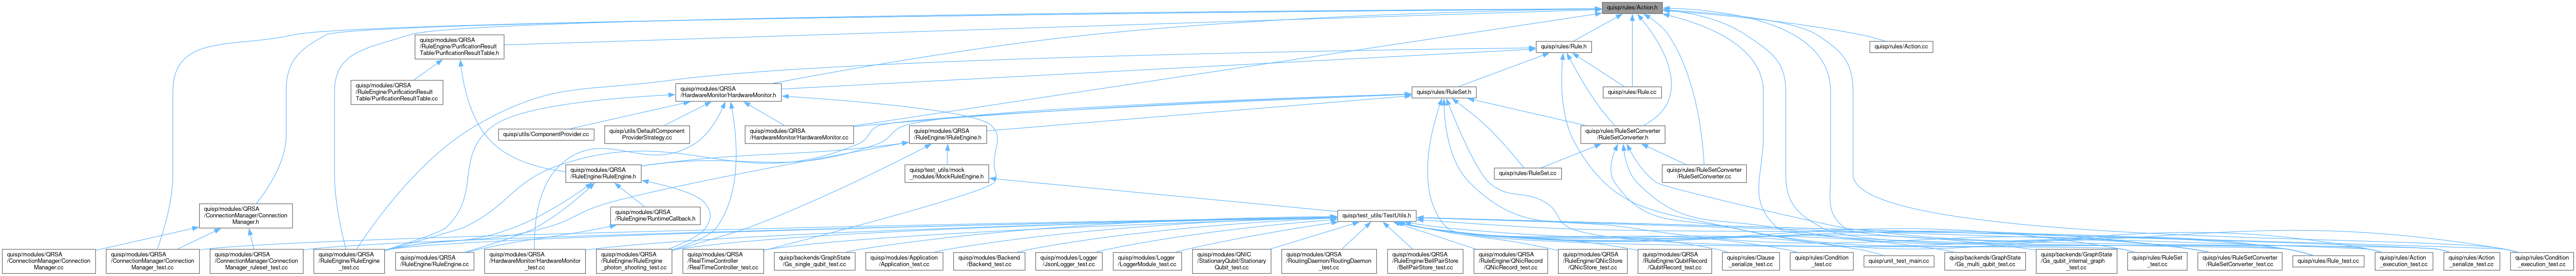 quisp/rules/Action.h
quisp/modules/QRSA
/RuleEngine/PurificationResult
Table/PurificationResultTable.h
quisp/rules/Rule.h
quisp/rules/Action.cc
quisp/modules/QRSA
/RuleEngine/PurificationResult
Table/PurificationResultTable.cc
quisp/modules/QRSA
/HardwareMonitor/HardwareMonitor.h
quisp/rules/RuleSet.h
quisp/rules/Rule.cc
quisp/utils/ComponentProvider.cc
quisp/utils/DefaultComponent
ProviderStrategy.cc
quisp/modules/QRSA
/HardwareMonitor/HardwareMonitor.cc
quisp/modules/QRSA
/RuleEngine/IRuleEngine.h
quisp/rules/RuleSetConverter
/RuleSetConverter.h
quisp/modules/QRSA
/RuleEngine/RuleEngine.h
quisp/test_utils/mock
_modules/MockRuleEngine.h
quisp/rules/RuleSet.cc
quisp/rules/RuleSetConverter
/RuleSetConverter.cc
quisp/modules/QRSA
/ConnectionManager/Connection
Manager.h
quisp/modules/QRSA
/RuleEngine/RuntimeCallback.h
quisp/test_utils/TestUtils.h
quisp/modules/QRSA
/ConnectionManager/Connection
Manager.cc
quisp/modules/QRSA
/ConnectionManager/Connection
Manager_test.cc
quisp/modules/QRSA
/ConnectionManager/Connection
Manager_ruleset_test.cc
quisp/modules/QRSA
/RuleEngine/RuleEngine
_test.cc
quisp/modules/QRSA
/RuleEngine/RuleEngine.cc
quisp/modules/QRSA
/HardwareMonitor/HardwareMonitor
_test.cc
quisp/modules/QRSA
/RuleEngine/RuleEngine
_photon_shooting_test.cc
quisp/modules/QRSA
/RealTimeController
/RealTimeController_test.cc
quisp/backends/GraphState
/Gs_single_qubit_test.cc
quisp/modules/Application
/Application_test.cc
quisp/modules/Backend
/Backend_test.cc
quisp/modules/Logger
/JsonLogger_test.cc
quisp/modules/Logger
/LoggerModule_test.cc
quisp/modules/QNIC
/StationaryQubit/Stationary
Qubit_test.cc
quisp/modules/QRSA
/RoutingDaemon/RoutingDaemon
_test.cc
quisp/modules/QRSA
/RuleEngine/BellPairStore
/BellPairStore_test.cc
quisp/modules/QRSA
/RuleEngine/QNicRecord
/QNicRecord_test.cc
quisp/modules/QRSA
/RuleEngine/QNicStore
/QNicStore_test.cc
quisp/modules/QRSA
/RuleEngine/QubitRecord
/QubitRecord_test.cc
quisp/rules/Clause
_serialize_test.cc
quisp/rules/Condition
_test.cc
quisp/unit_test_main.cc
quisp/backends/GraphState
/Gs_multi_qubit_test.cc
quisp/backends/GraphState
/Gs_qubit_internal_graph
_test.cc
quisp/rules/RuleSet
_test.cc
quisp/rules/RuleSetConverter
/RuleSetConverter_test.cc
quisp/rules/Rule_test.cc
quisp/rules/Action
_execution_test.cc
quisp/rules/Action
_serialize_test.cc
quisp/rules/Condition
_execution_test.cc